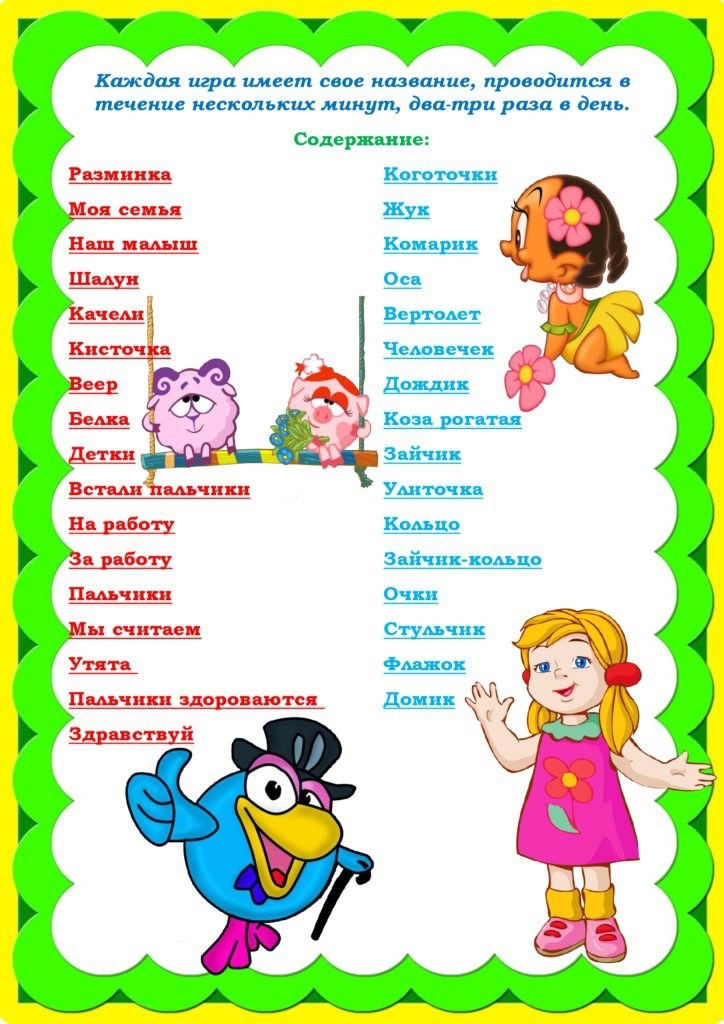 Каждая игра имеет свое название, проводится в
течение нескольких минут, два-три раза в день.
Содержание:
Разминка
Моя семья
Наш малыш
Шалун
Качели
Кисточка
Веер
Белка
Детки
Встали пальчики
На работу
За работу
Пальчики
Мы считаем
Утята
Пальчики здороваются
Здравствуй
Коготочки
Жук
Комарик
Оса
Вертолет
Человечек
Дождик
Коза рогатая
Зайчик
Улиточка
Кольцо
Зайчик-кольцо
Очки
Стульчик
Флажок
Домик